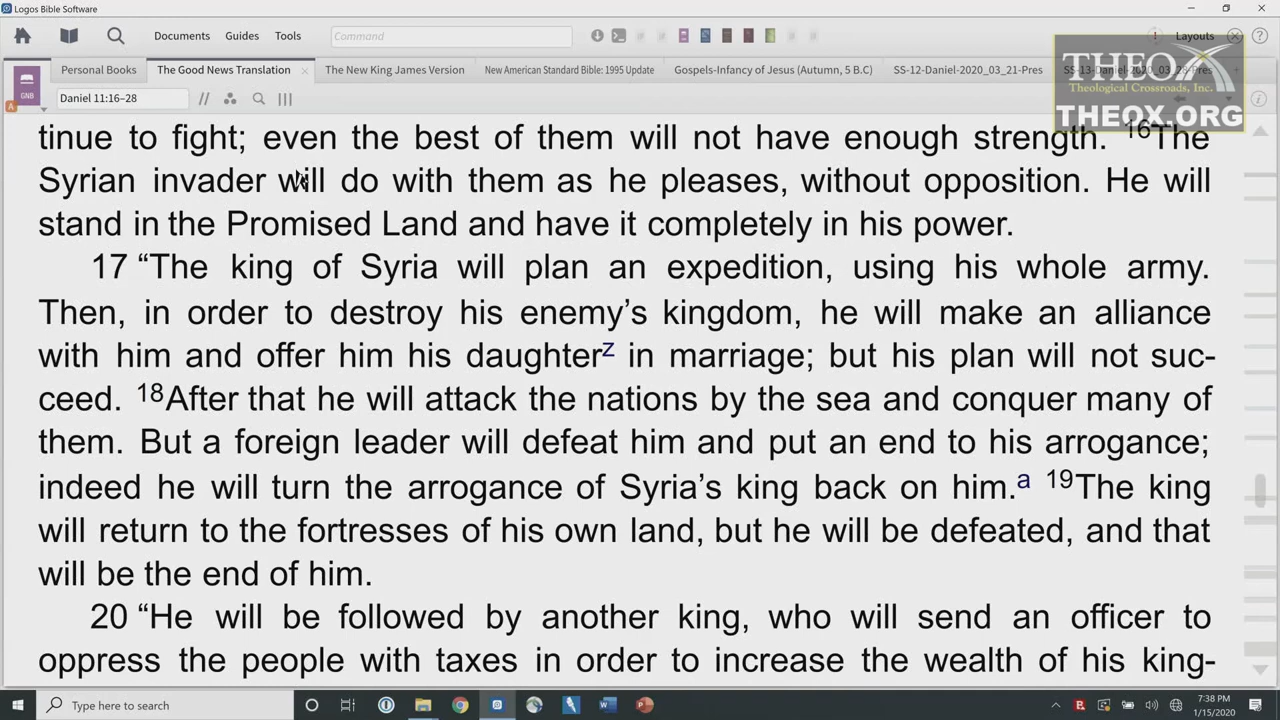 Logos Bible Software
Documents Guides Tools Command Layouts
THEOX
Theological Crossroads, Inc.
THEOX.ORG
Personal Books The Good News Translation The New American Standard Bible: 1995 Update Gospels-Infancy of Jesus (Autumn, 5 B.C) SS-12-Daniel-2020_03_21-Pres SS-13-Daniel-2020_03_28-Pres
GNB
Daniel 11:16–28
tinue to fight; even the best of them will not have enough strength. 16The
Syrian invader will do with them as he pleases, without opposition. He will
stand in the Promised Land and have it completely in his power.
17 “The king of Syria will plan an expedition, using his whole army.
Then, in order to destroy his enemy’s kingdom, he will make an alliance
with him and offer him his daughterz in marriage; but his plan will not suc-
ceed. 18After that he will attack the nations by the sea and conquer many of
them. But a foreign leader will defeat him and put an end to his arrogance;
indeed he will turn the arrogance of Syria’s king back on him.a 19The king
will return to the fortresses of his own land, but he will be defeated, and that
will be the end of him.
20 “He will be followed by another king, who will send an officer to
oppress the people with taxes in order to increase the wealth of his king-
Type here to search
7:38 PM
1/15/2020